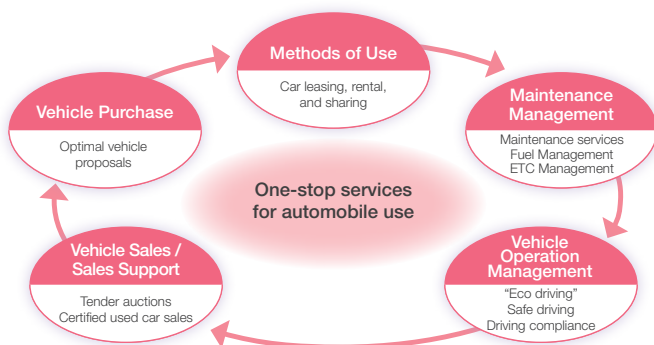 Methods of Use
Car leasing, rental,
and sharing
Vehicle Purchase
Optimal vehicle
proposals
Maintenance
Management
Maintenance services
Fuel Management
ETC Management
One-stop services
for automobile use
Vehicle Sales /
Sales Support
Tender auctions
Certified used car sales
Vehicle
Operation
Management
“Eco driving”
Safe driving
Driving compliance